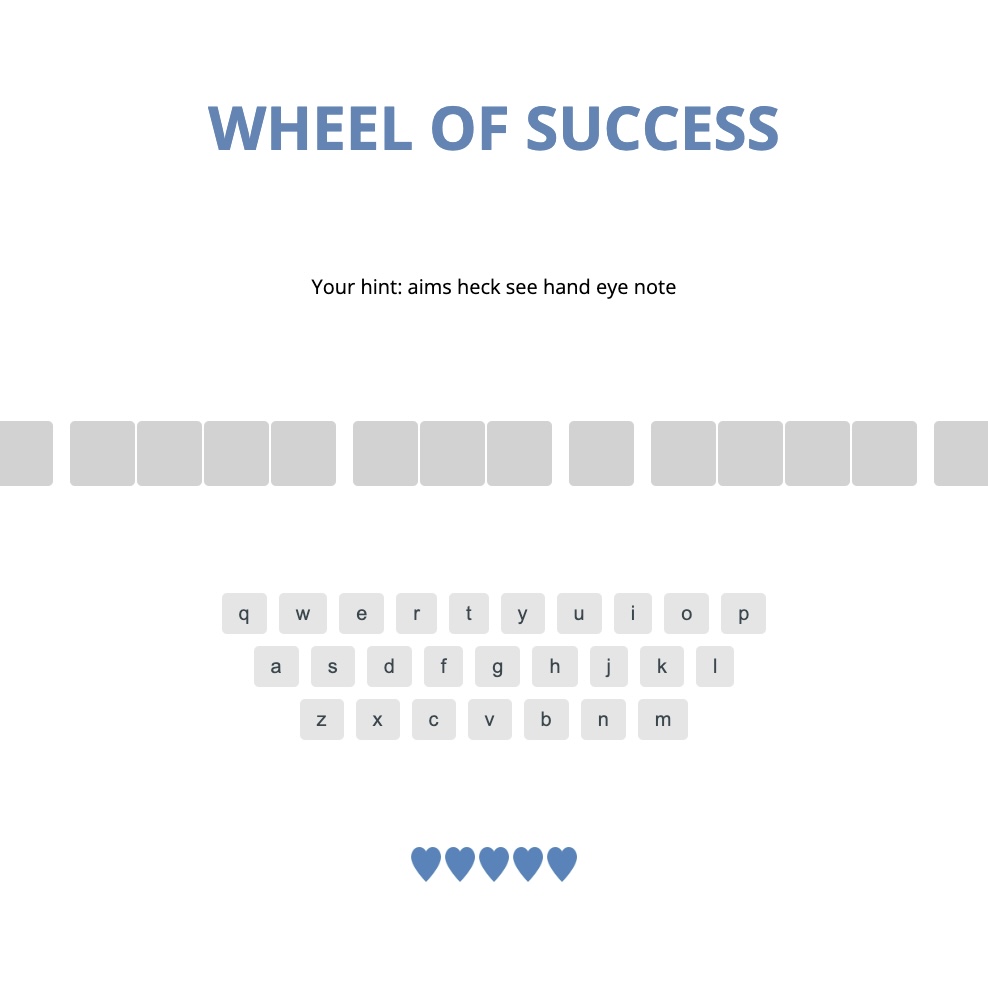 WHEEL OF SUCCESS
Your hint: aims heck see hand eye note
q w e r t y u i o p
a s d f g h j k l
z x c v b n m